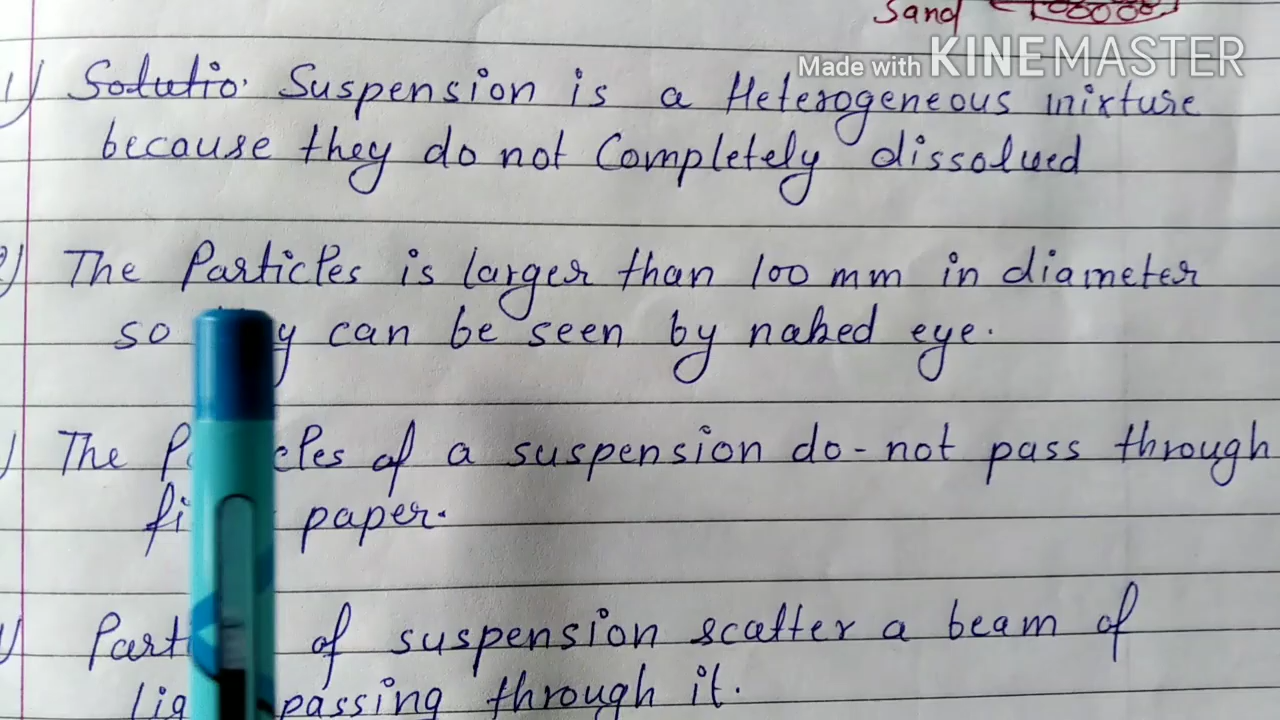 Sand
Made with KINEMASTER
1) Solutio. Suspension is a Heterogeneous mixture
because they do not Completely dissolved
2) The Particles is larger than 100 mm in diameter
so can be seen by naked eye.
) The of a suspension do-not pass through
paper.
of suspension scatter a beam of
passing through it.